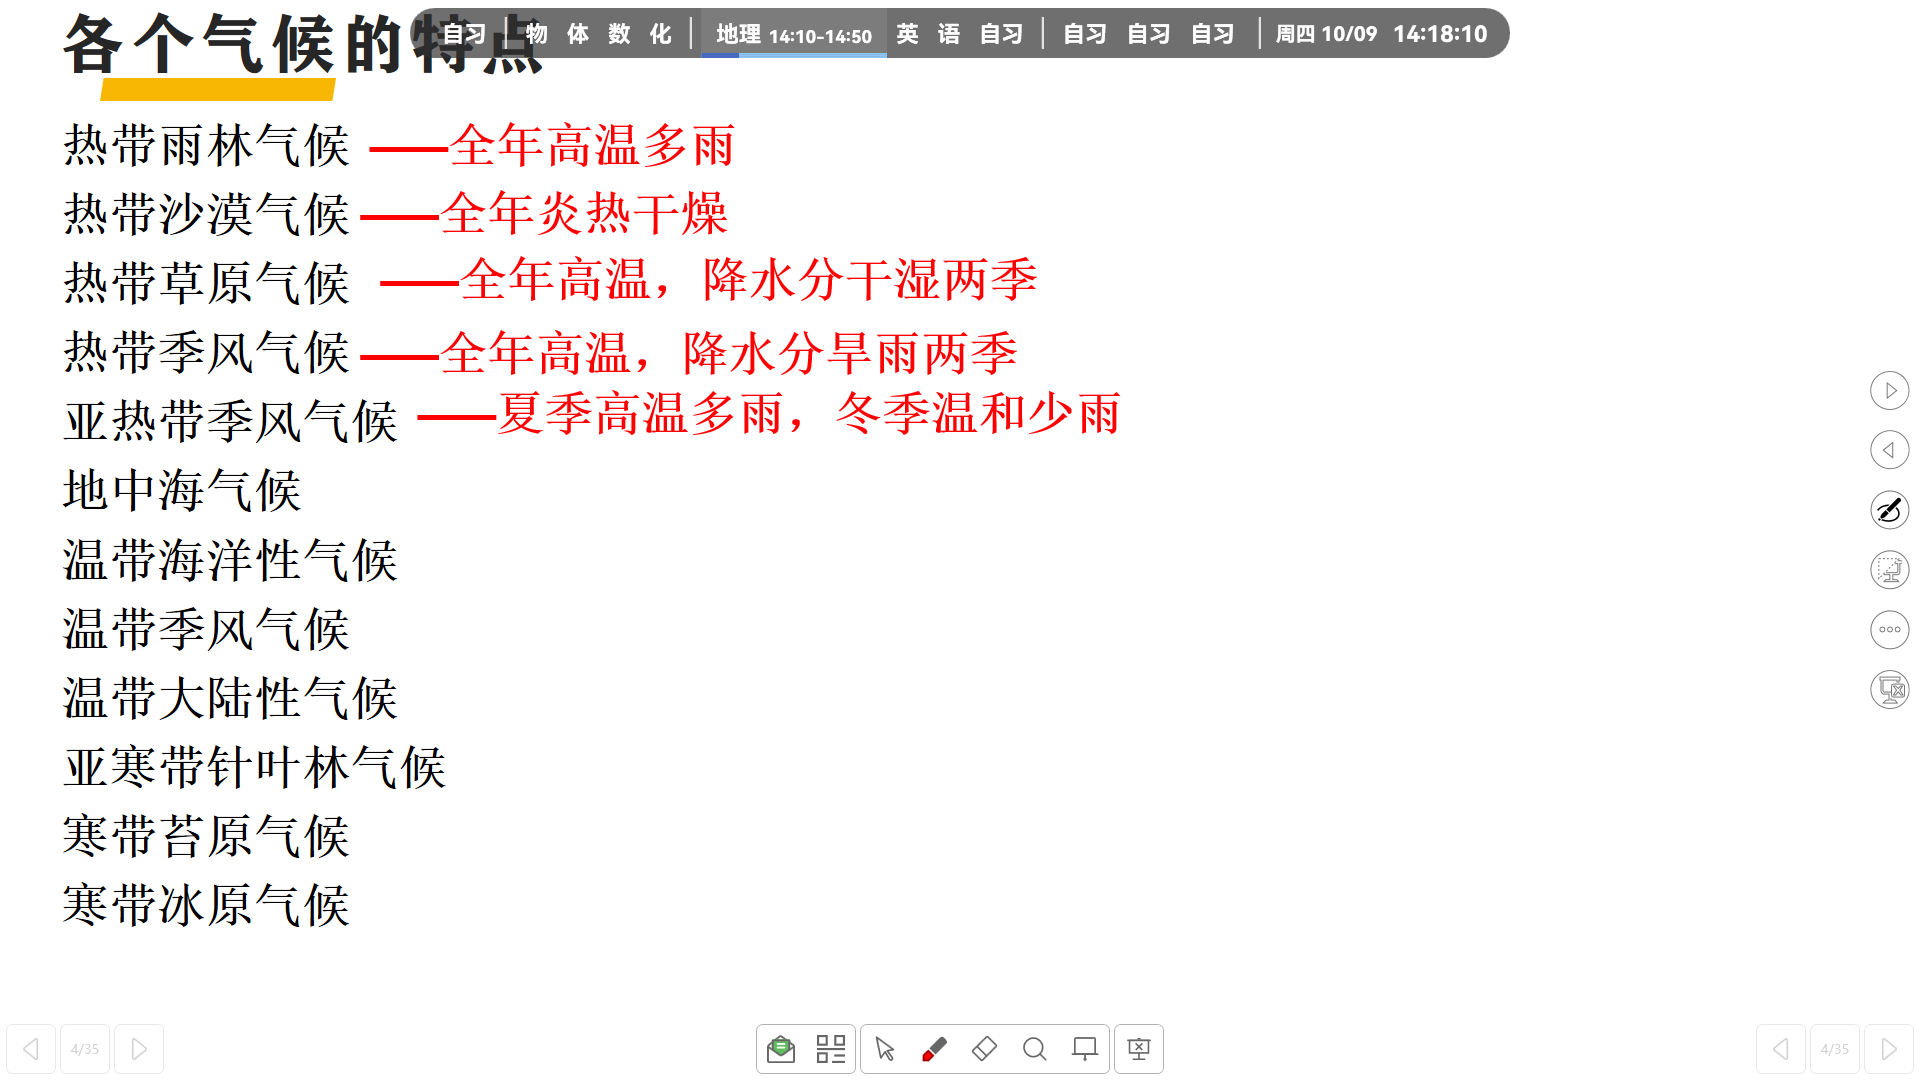 各个气候的特点
自习 物 体 数 化 地理 14:10-14:50 英 语 自习 自习 自习 自习 周四 10/09 14:18:10
热带雨林气候 ——全年高温多雨
热带沙漠气候 ——全年炎热干燥
热带草原气候 ——全年高温，降水分干湿两季
热带季风气候 ——全年高温，降水分旱雨两季
亚热带季风气候 ——夏季高温多雨，冬季温和少雨
地中海气候
温带海洋性气候
温带季风气候
温带大陆性气候
亚寒带针叶林气候
寒带苔原气候
寒带冰原气候
4/35 4/35